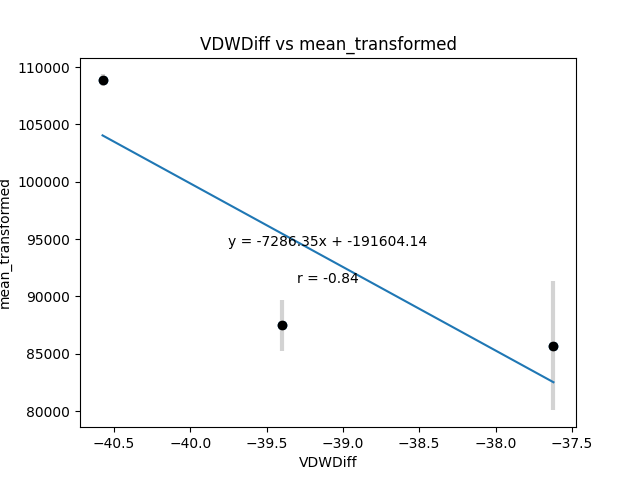 VDWDiff vs mean_transformed
mean_transformed
110000
105000
100000
95000
90000
85000
80000
y = -7286.35x + -191604.14
r = -0.84
−40.5 −40.0 −39.5 −39.0 −38.5 −38.0 −37.5
VDWDiff